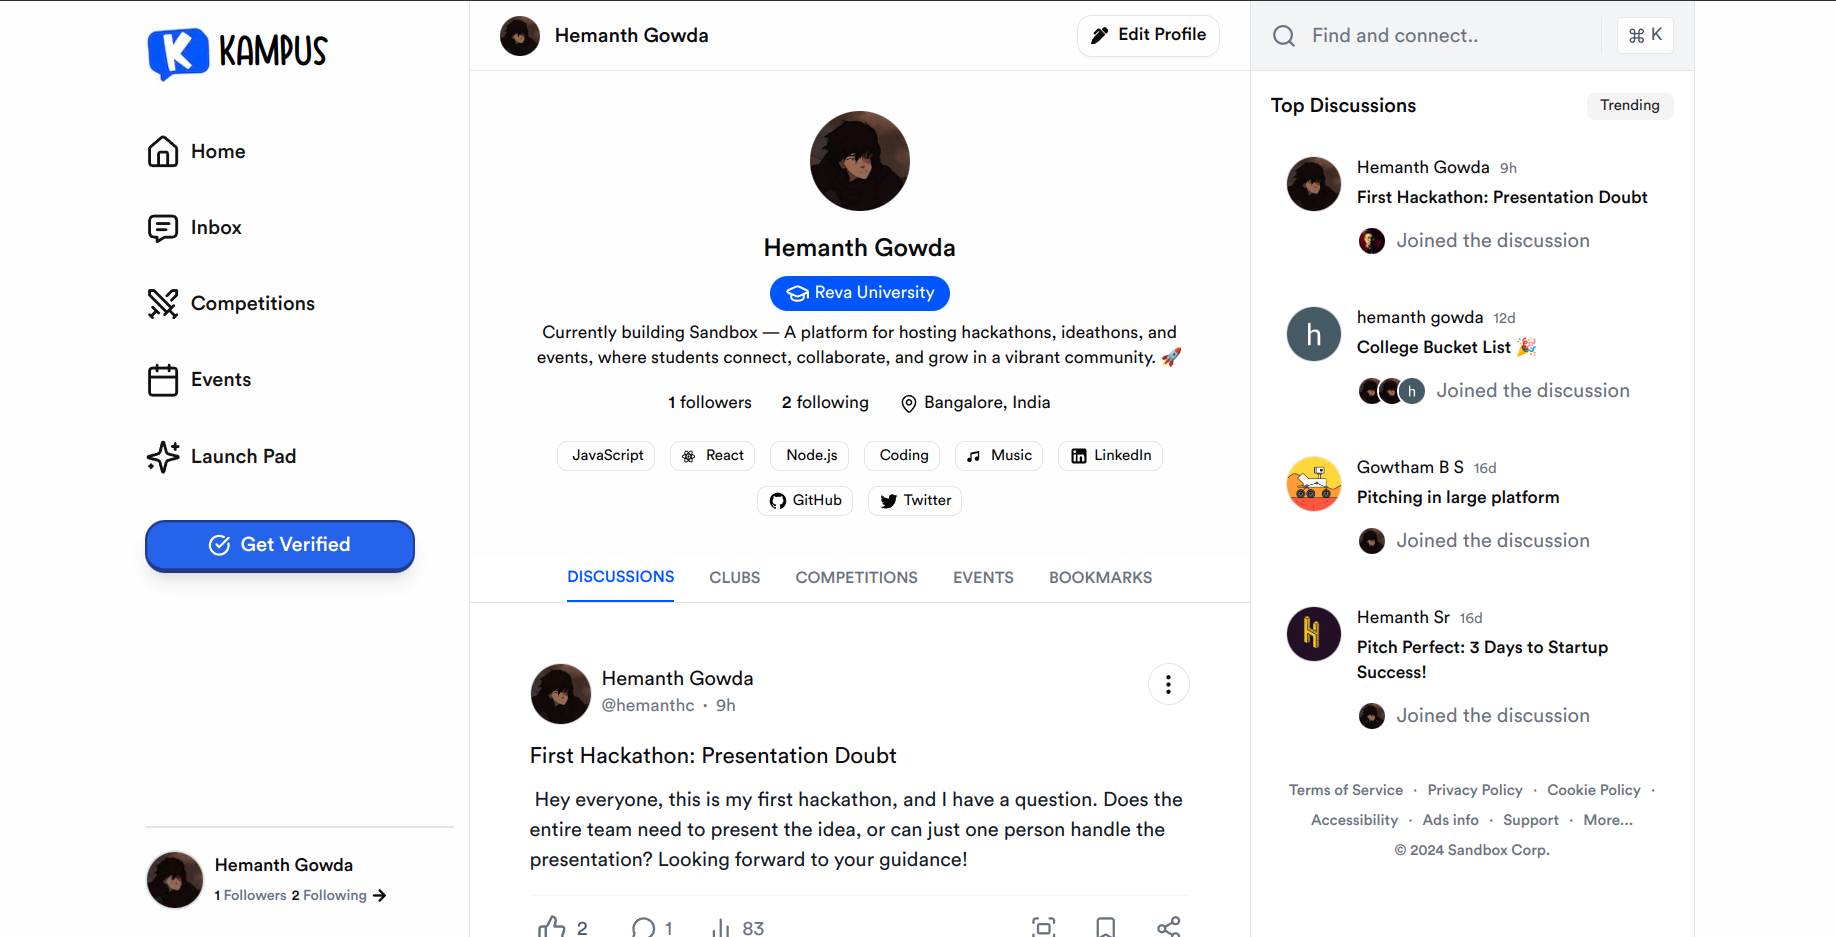 KAMPUS
Home
Inbox
Competitions
Events
Launch Pad
Get Verified
Hemanth Gowda
1 Followers 2 Following
Hemanth Gowda
Edit Profile
Hemanth Gowda
Reva University
Currently building Sandbox — A platform for hosting hackathons, ideathons, and
events, where students connect, collaborate, and grow in a vibrant community. 🚀
1 followers 2 following Bangalore, India
JavaScript React Node.js Coding Music LinkedIn
GitHub Twitter
DISCUSSIONS CLUBS COMPETITIONS EVENTS BOOKMARKS
Hemanth Gowda
@hemanthc · 9h
First Hackathon: Presentation Doubt
Hey everyone, this is my first hackathon, and I have a question. Does the
entire team need to present the idea, or can just one person handle the
presentation? Looking forward to your guidance!
2 1 83
Find and connect.. ⌘ K
Top Discussions Trending
Hemanth Gowda 9h
First Hackathon: Presentation Doubt
Joined the discussion
h
hemanth gowda 12d
College Bucket List 🎉
h Joined the discussion
Gowtham B S 16d
Pitching in large platform
Joined the discussion
Hemanth Sr 16d
Pitch Perfect: 3 Days to Startup
Success!
Joined the discussion
Terms of Service · Privacy Policy · Cookie Policy ·
Accessibility · Ads info · Support · More...
© 2024 Sandbox Corp.